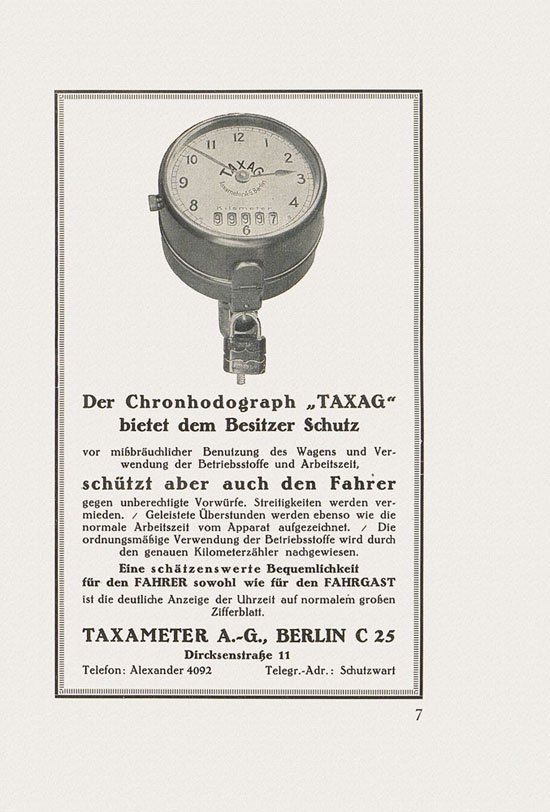 12
11
1
10
2
9
3
8
4
6
TAXAG
Taxameter A.G. Berlin
Kilometer
99997
Der Chronhodograph „TAXAG“
bietet dem Besitzer Schutz
vor mißbräuchlicher Benutzung des Wagens und Ver-
wendung der Betriebsstoffe und Arbeitszeit,
schützt aber auch den Fahrer
gegen unberechtigte Vorwürfe. Streitigkeiten werden ver-
mieden. / Geleistete Überstunden werden ebenso wie die
normale Arbeitszeit vom Apparat aufgezeichnet. / Die
ordnungsmäßige Verwendung der Betriebsstoffe wird durch
den genauen Kilometerzähler nachgewiesen.
Eine schätzenswerte Bequemlichkeit
für den FAHRER sowohl wie für den FAHRGAST
ist die deutliche Anzeige der Uhrzeit auf normalem großen
Zifferblatt.
TAXAMETER A.-G., BERLIN C 25
Dircksenstraße 11
Telefon: Alexander 4092 Telegr.-Adr.: Schutzwart
7